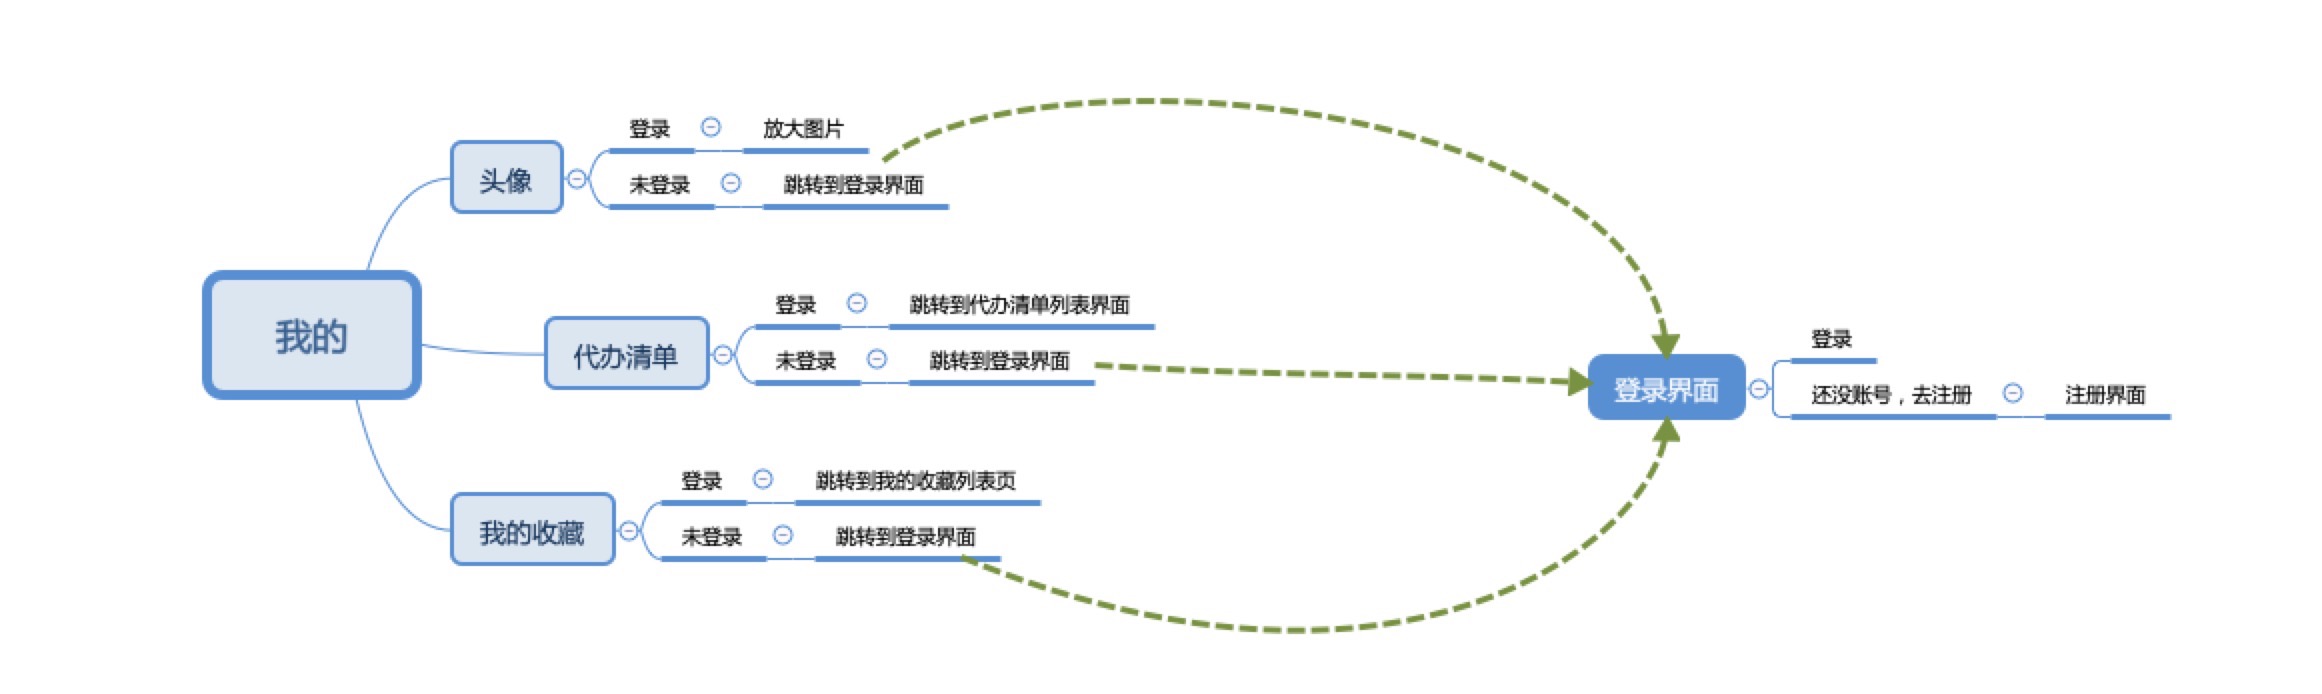 我的
头像
登录
放大图片
未登录
跳转到登录界面
代办清单
登录
跳转到代办清单列表界面
未登录
跳转到登录界面
我的收藏
登录
跳转到我的收藏列表页
未登录
跳转到登录界面
登录界面
登录
还没账号，去注册
注册界面